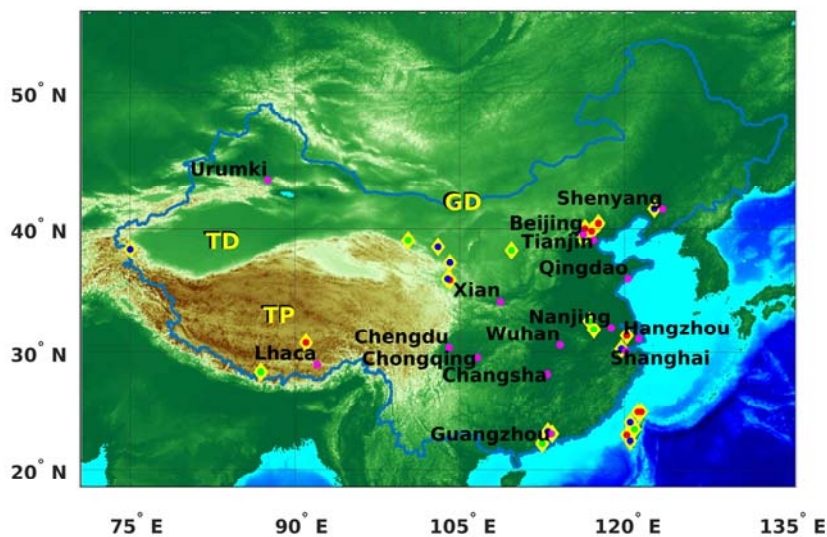 50° N
Urumki
Shenyang
GD
40° N
Beijing
TD
Tianjin
Qingdao
Xian
TP
Nanjing
Hangzhou
Chengdu
Wuhan
30° N
Lhaca
Chongqing
Shanghai
Changsha
Guangzhou
20° N
75° E
90° E
105° E
120° E
135° E